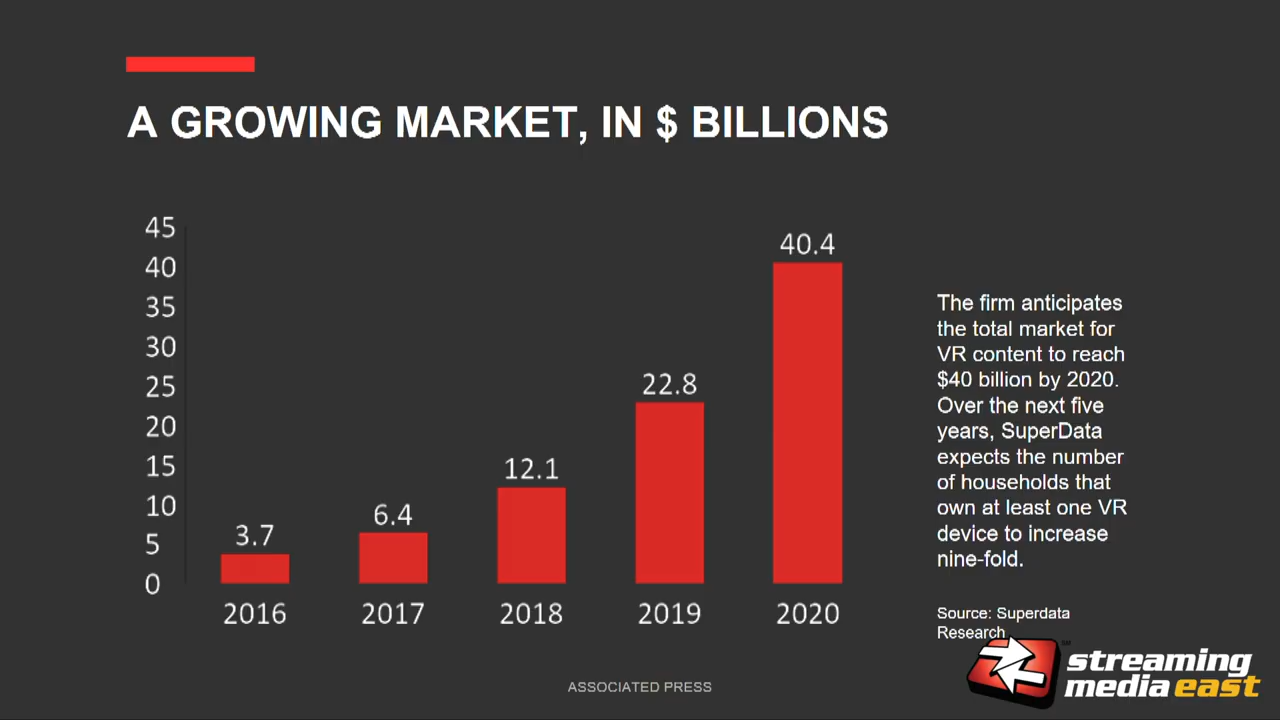 A GROWING MARKET, IN $ BILLIONS
45
40
35
30
25
20
15
10
5
0
3.7
6.4
12.1
22.8
40.4
2016
2017
2018
2019
2020
The firm anticipates
the total market for
VR content to reach
$40 billion by 2020.
Over the next five
years, SuperData
expects the number
of households that
own at least one VR
device to increase
nine-fold.
Source: Superdata
Research
ASSOCIATED PRESS
streaming
media east
SM